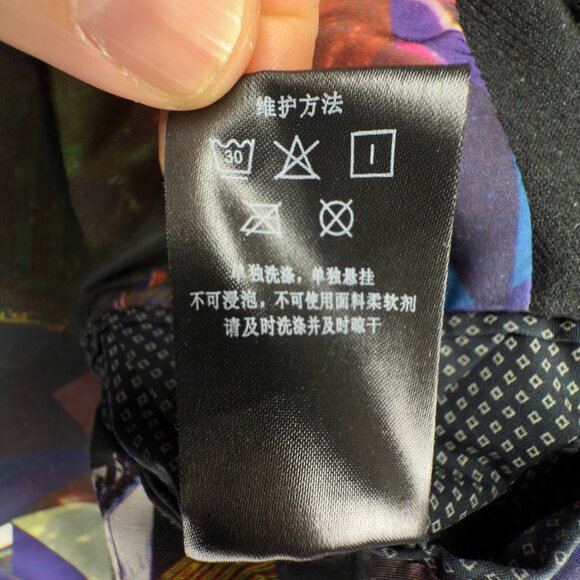 维护方法
30
单独洗涤，单独悬挂
不可浸泡，不可使用面料柔软剂
请及时洗涤并及时晾干